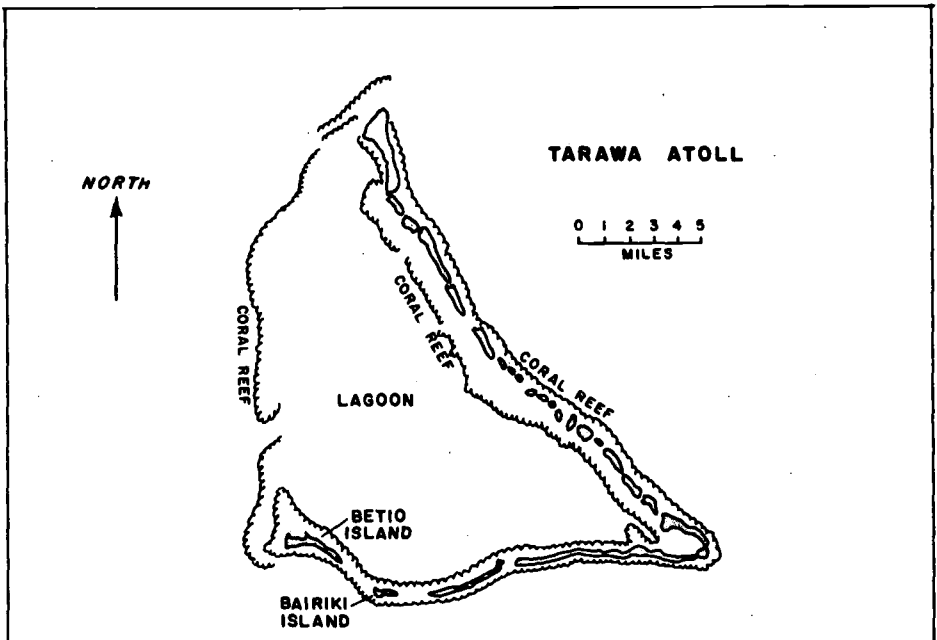 TARAWA ATOLL
NORTH
0 1 2 3 4 5
MILES
CORAL REEF
CORAL REEF
CORAL REEF
LAGOON
BETIO
ISLAND
BAIRIKI
ISLAND